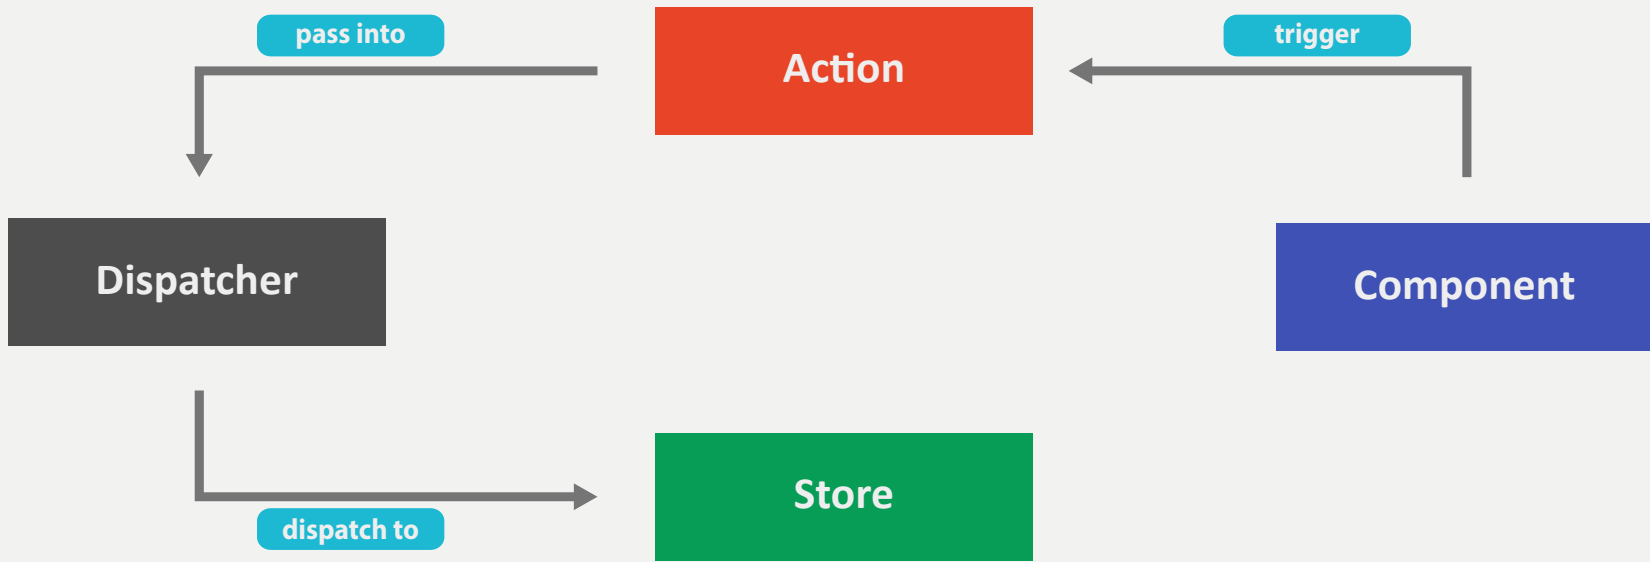 pass into
Action
trigger
Dispatcher
Component
Store
dispatch to